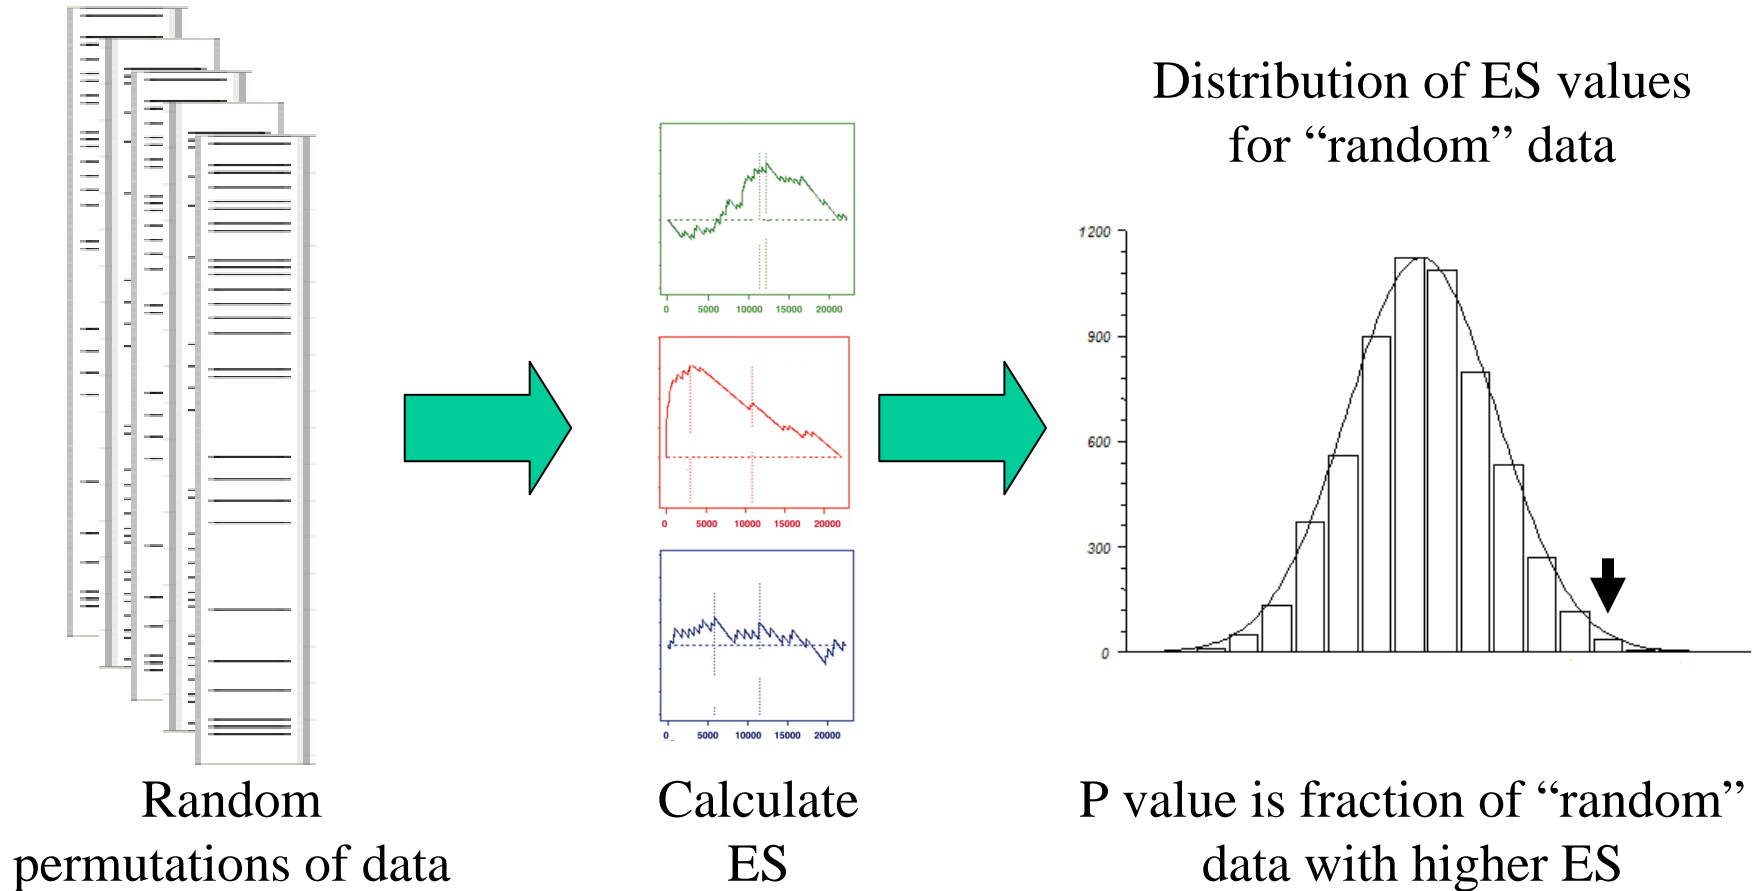 Distribution of ES values
for “random” data
0 5000 10000 15000 20000
0 5000 10000 15000 20000
0 5000 10000 15000 20000
1200
900
600
300
0
Random
permutations of data
Calculate
ES
P value is fraction of “random”
data with higher ES